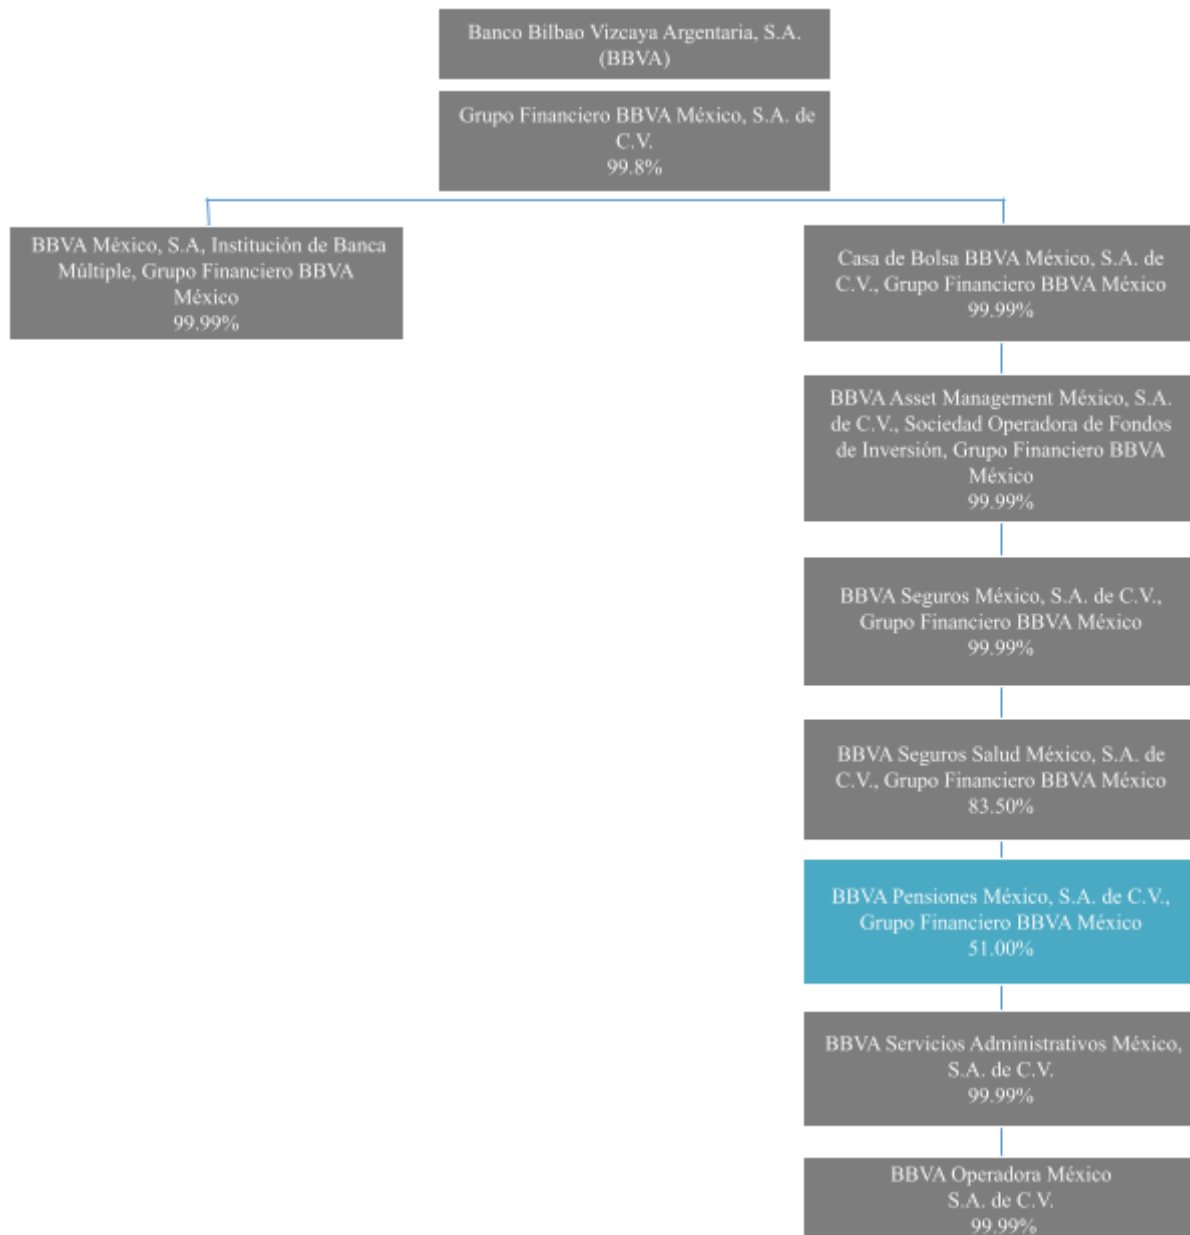 Banco Bilbao Vizcaya Argentaria, S.A.
(BBVA)
Grupo Financiero BBVA México, S.A. de
C.V.
99.8%
BBVA México, S.A, Institución de Banca
Múltiple, Grupo Financiero BBVA
México
99.99%
Casa de Bolsa BBVA México, S.A. de
C.V., Grupo Financiero BBVA México
99.99%
BBVA Asset Management México, S.A.
de C.V., Sociedad Operadora de Fondos
de Inversión, Grupo Financiero BBVA
México
99.99%
BBVA Seguros México, S.A. de C.V.,
Grupo Financiero BBVA México
99.99%
BBVA Seguros Salud México, S.A. de
C.V., Grupo Financiero BBVA México
83.50%
BBVA Pensiones México, S.A. de C.V.,
Grupo Financiero BBVA México
51.00%
BBVA Servicios Administrativos México,
S.A. de C.V.
99.99%
BBVA Operadora México
S.A. de C.V.
99.99%